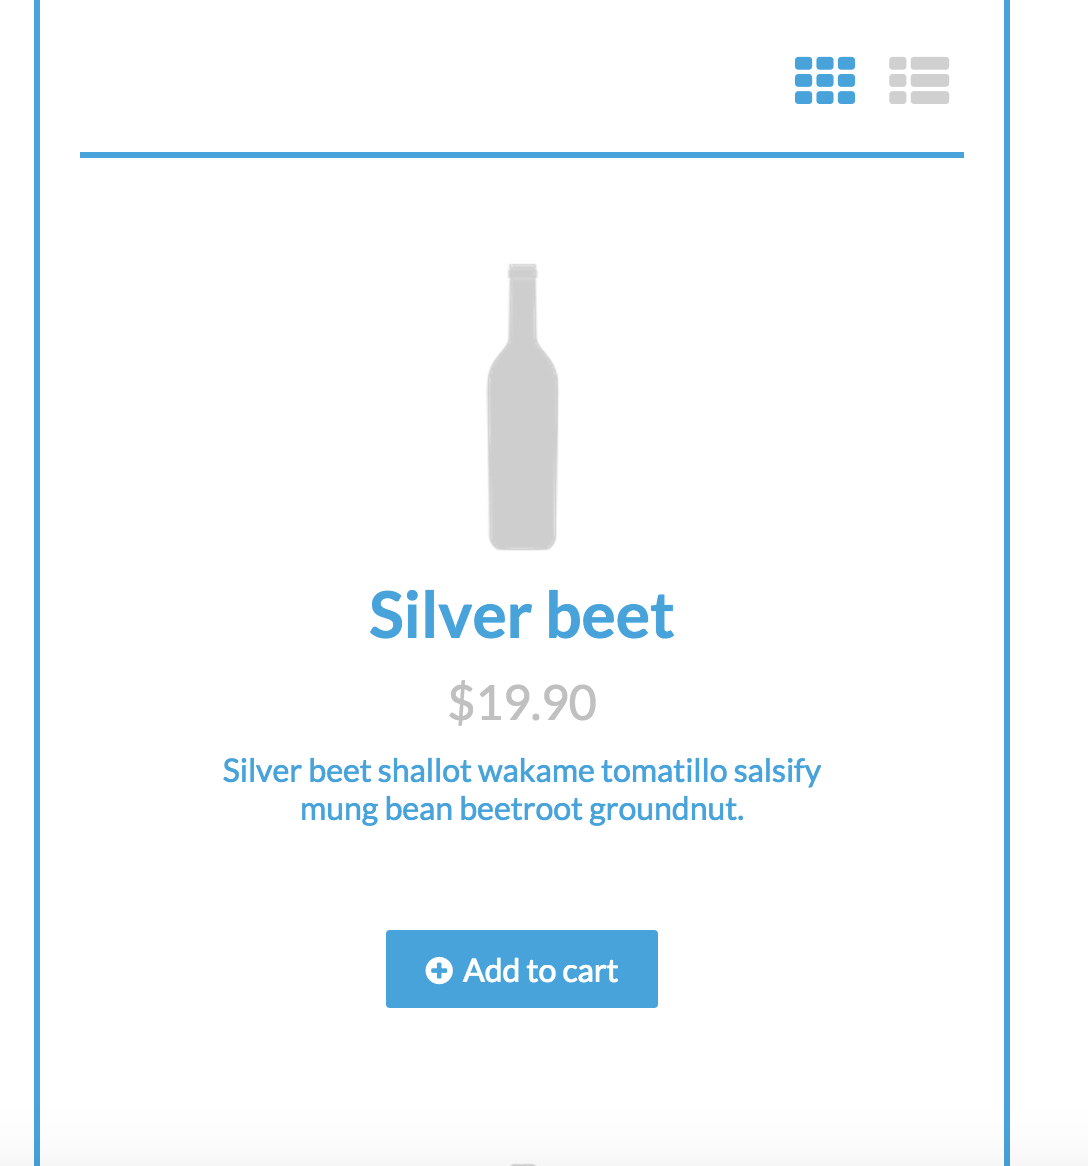 Silver beet
$19.90
Silver beet shallot wakame tomatillo salsify
mung bean beetroot groundnut.
Add to cart